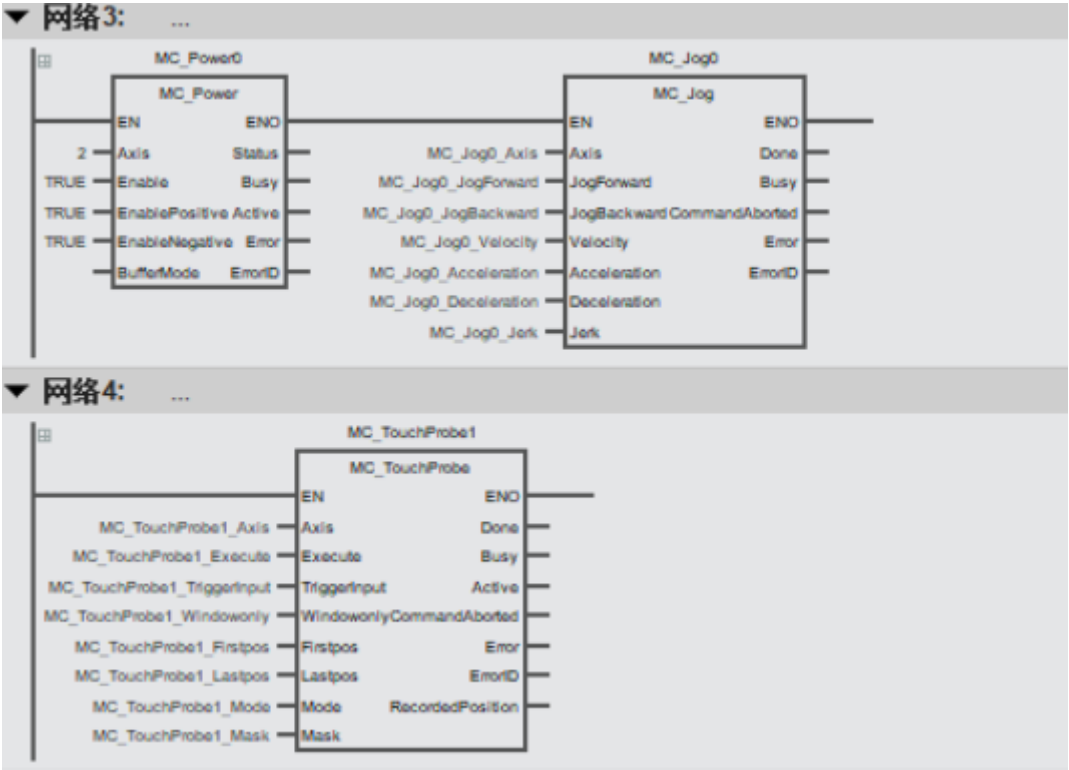 网络3: ...
MC_Power0 MC_Jog0
MC_Power MC_Jog
EN ENO EN ENO
2 Axis Status MC_Jog0_Axis Axis Done
TRUE Enable Busy MC_Jog0_JogForward JogForward Busy
TRUE EnablePositive Active MC_Jog0_JogBackward JogBackward CommandAborted
TRUE EnableNegative Error MC_Jog0_Velocity Velocity Error
BufferMode ErrorID MC_Jog0_Acceleration Acceleration ErrorID
MC_Jog0_Deceleration Deceleration
MC_Jog0_Jerk Jerk
网络4: ...
MC_TouchProbe1
MC_TouchProbe
EN ENO
MC_TouchProbe1_Axis Axis Done
MC_TouchProbe1_Execute Execute Busy
MC_TouchProbe1_TriggerInput TriggerInput Active
MC_TouchProbe1_Windowonly Windowonly CommandAborted
MC_TouchProbe1_Firstpos Firstpos Error
MC_TouchProbe1_Lastpos Lastpos ErrorID
MC_TouchProbe1_Mode Mode RecordedPosition
MC_TouchProbe1_Mask Mask